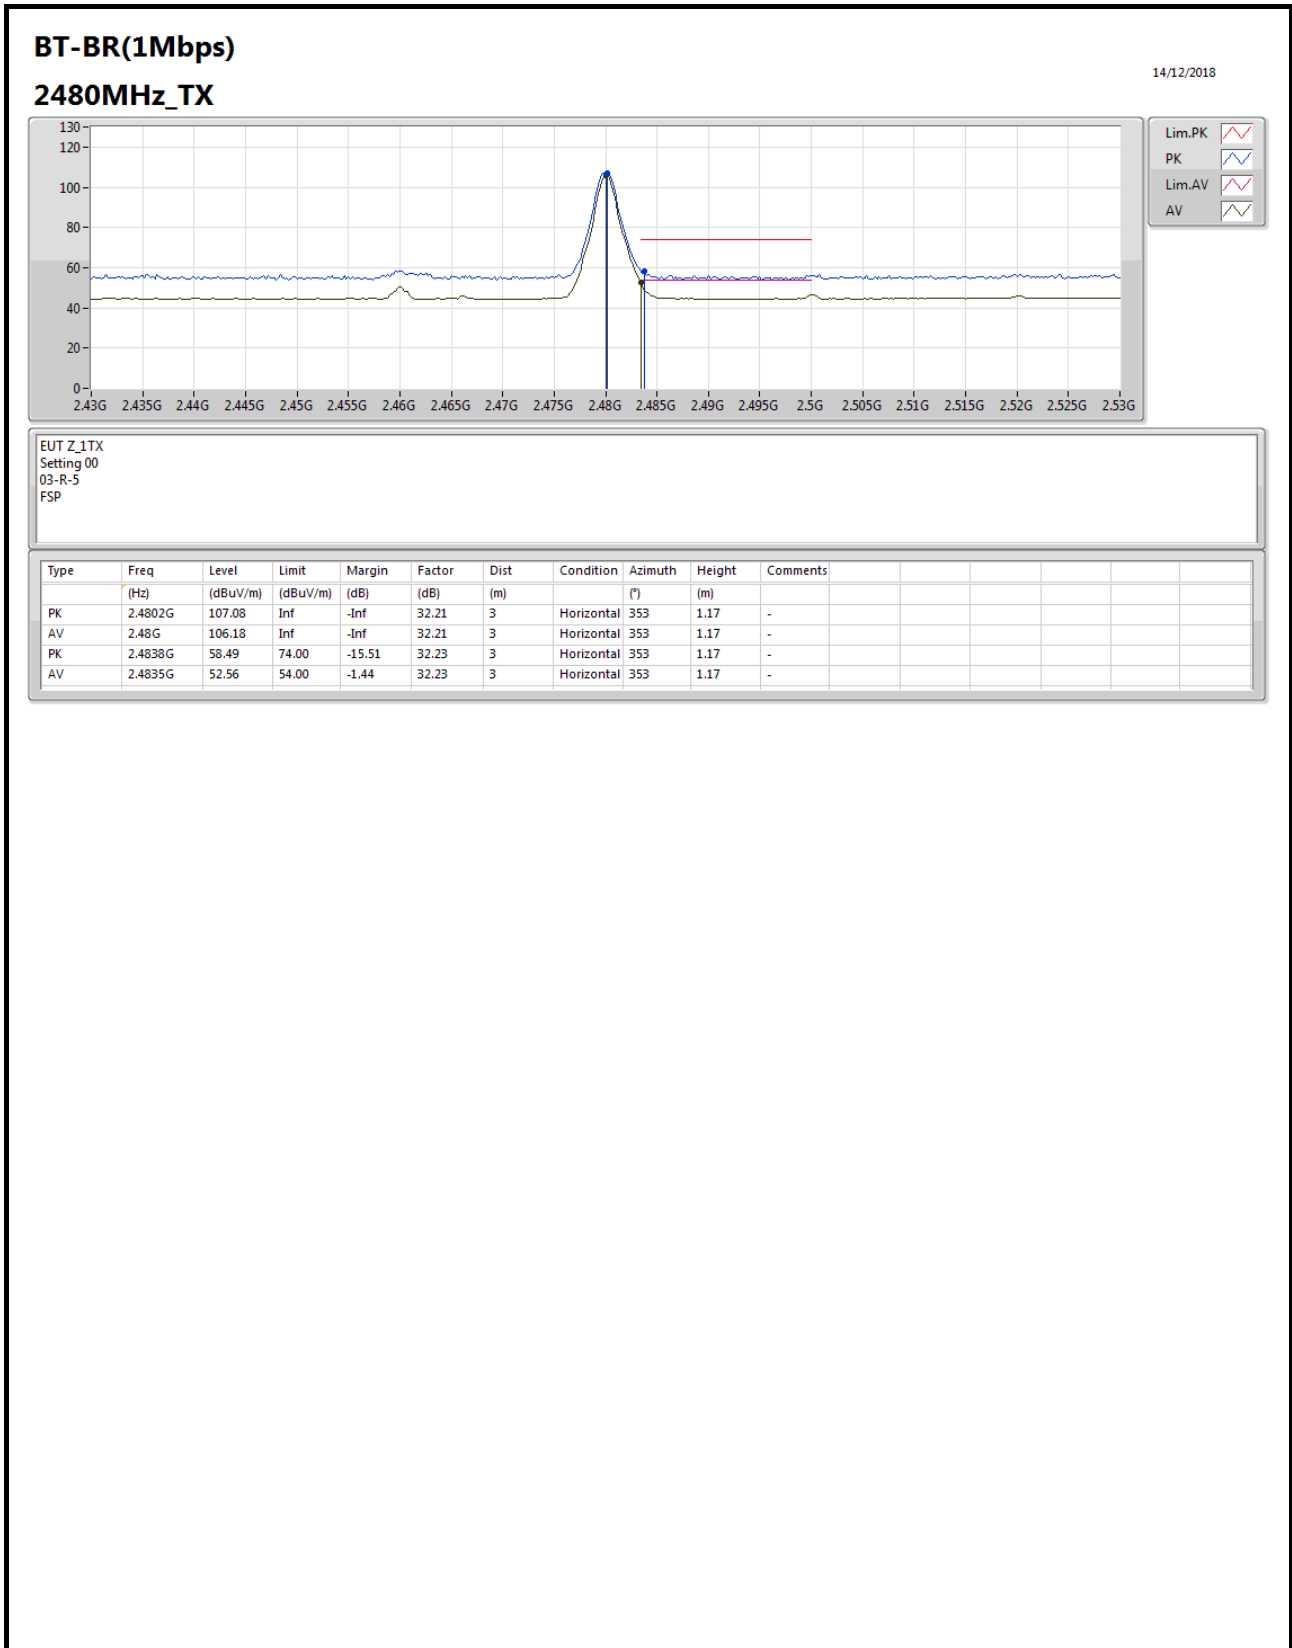 BT-BR(1Mbps)
14/12/2018
2480MHz_TX
130
120
100
80
60
40
20
0
2.43G 2.435G 2.44G 2.445G 2.45G 2.455G 2.46G 2.465G 2.47G 2.475G 2.48G 2.485G 2.49G 2.495G 2.5G 2.505G 2.51G 2.515G 2.52G 2.525G 2.53G
Lim.PK
PK
Lim.AV
AV
EUT Z_1TX
Setting 00
03-R-5
FSP
Type Freq Level Limit Margin Factor Dist Condition Azimuth Height Comments
(Hz) (dBuV/m) (dBuV/m) (dB) (dB) (m) (°) (m)
PK 2.4802G 107.08 Inf -Inf 32.21 3 Horizontal 353 1.17 -
AV 2.48G 106.18 Inf -Inf 32.21 3 Horizontal 353 1.17 -
PK 2.4838G 58.49 74.00 -15.51 32.23 3 Horizontal 353 1.17 -
AV 2.4835G 52.56 54.00 -1.44 32.23 3 Horizontal 353 1.17 -